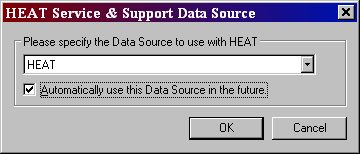 HEAT Service & Support Data Source
Please specify the Data Source to use with HEAT
HEAT
Automatically use this Data Source in the future.
OK Cancel